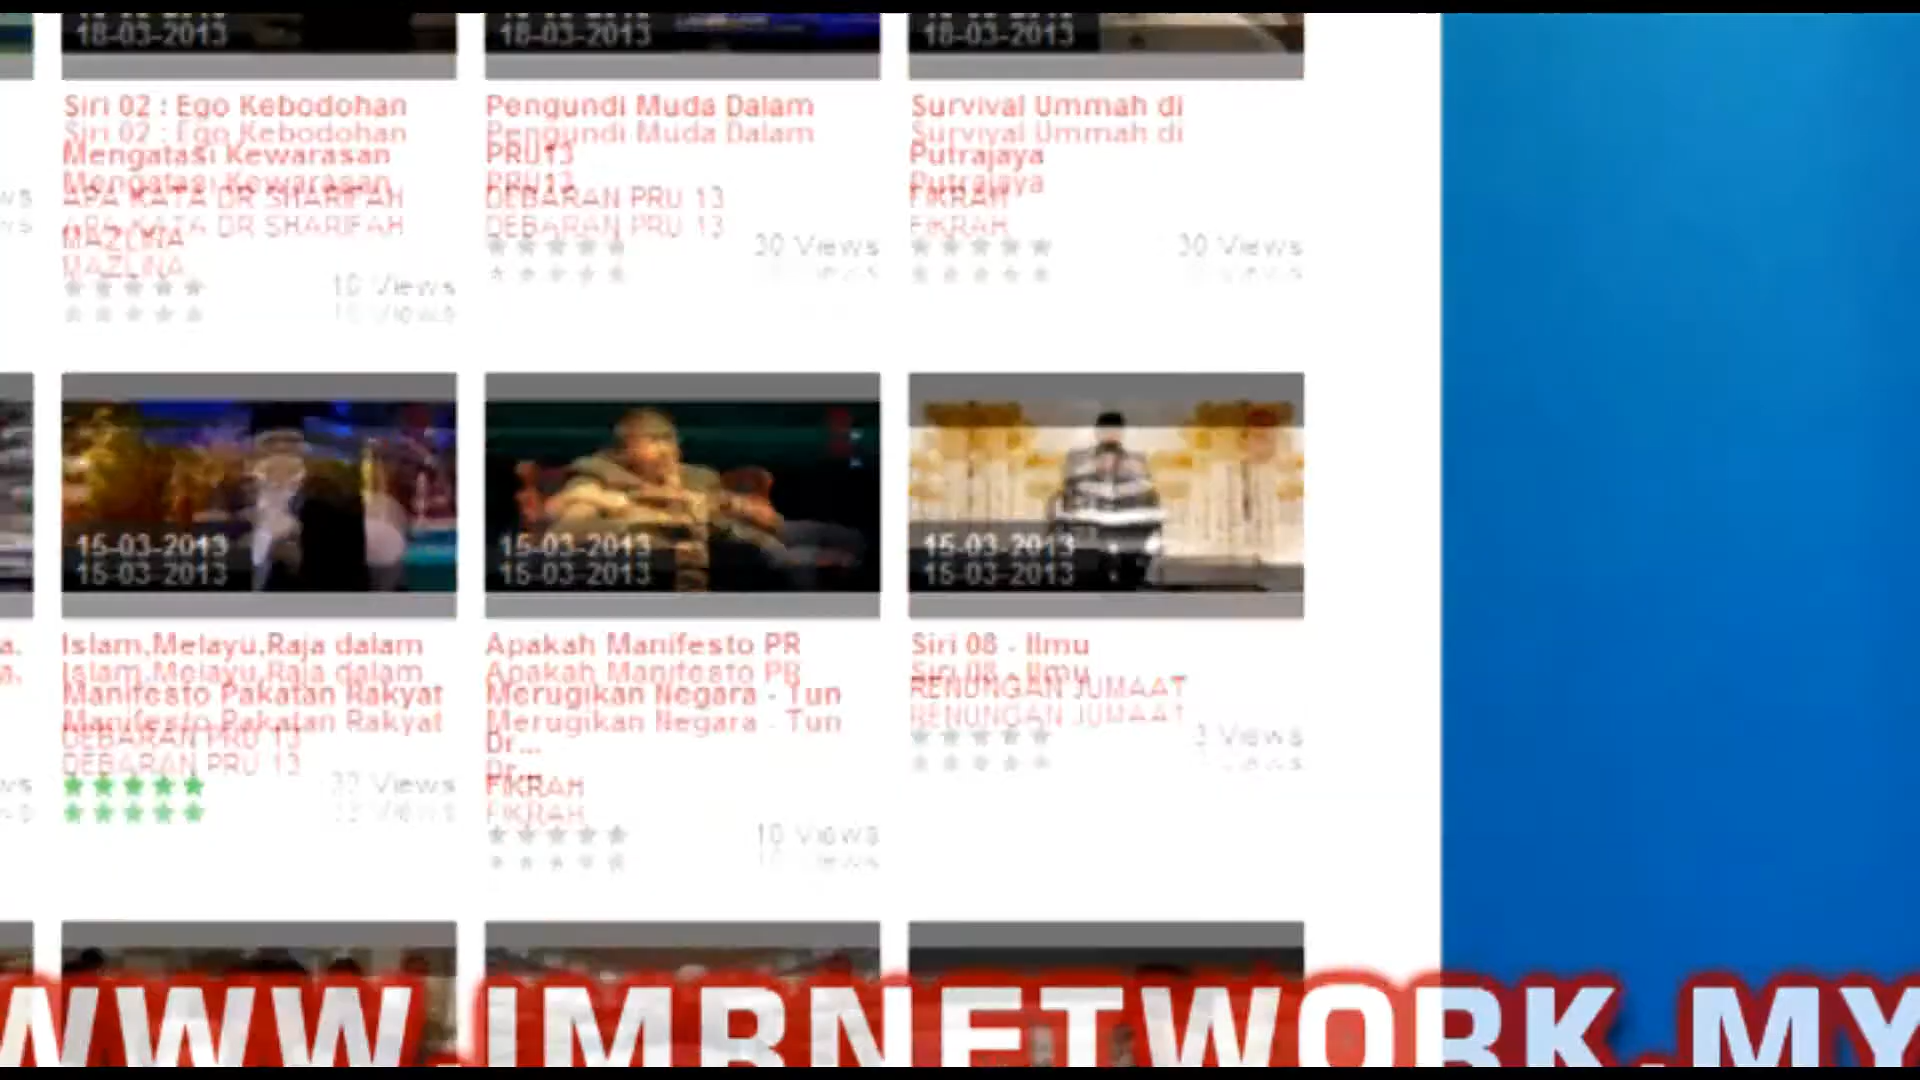 18-03-2013
18-03-2013
18-03-2013
Siri 02 : Ego Kebodohan
Mengatasi Kewarasan
APA KATA DR SHARIFAH
MAZLINA
10 Views
Pengundi Muda Dalam
PRU13
DEBARAN PRU 13
30 Views
Survival Ummah di
Putrajaya
FIKRAH
30 Views
15-03-2013
15-03-2013
15-03-2013
Islam,Melayu,Raja dalam
Manifesto Pakatan Rakyat
DEBARAN PRU 13
Views
Apakah Manifesto PR
Merugikan Negara - Tun
Dr...
FIKRAH
10 Views
Siri 08 - Ilmu
RENUNGAN JUMAAT
3 Views
WWW.JMBNETWORK.MY